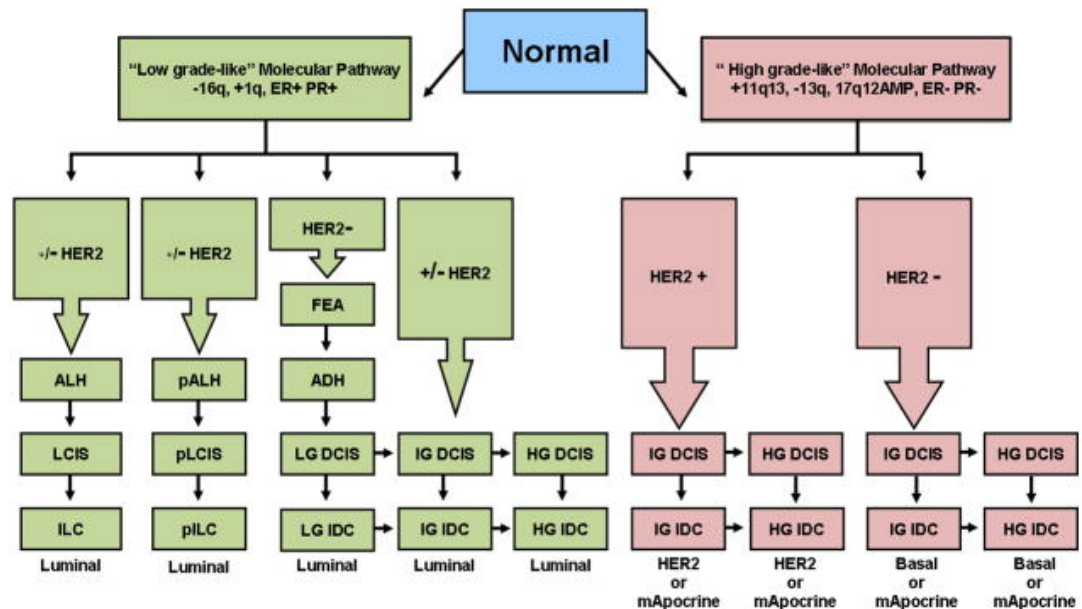 Normal
“Low grade-like” Molecular Pathway
-16q, +1q, ER+ PR+
“ High grade-like” Molecular Pathway
+11q13, -13q, 17q12AMP, ER- PR-
+/- HER2
+/- HER2
HER2-
+/- HER2
HER2 +
HER2 -
FEA
ALH
pALH
ADH
LCIS
pLCIS
LG DCIS
IG DCIS
HG DCIS
IG DCIS
HG DCIS
IG DCIS
HG DCIS
ILC
pILC
LG IDC
IG IDC
HG IDC
IG IDC
HG IDC
IG IDC
HG IDC
Luminal
Luminal
Luminal
Luminal
Luminal
HER2
or
mApocrine
HER2
or
mApocrine
Basal
or
mApocrine
Basal
or
mApocrine